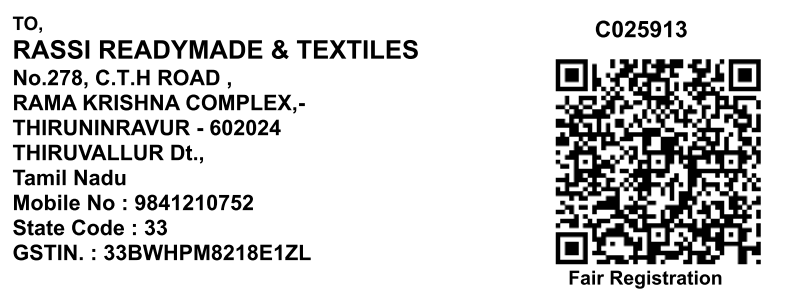 TO,
RASSI READYMADE & TEXTILES
No.278, C.T.H ROAD ,
RAMA KRISHNA COMPLEX,-
THIRUNINRAVUR - 602024
THIRUVALLUR Dt.,
Tamil Nadu
Mobile No : 9841210752
State Code : 33
GSTIN. : 33BWHPM8218E1ZL
C025913
Fair Registration